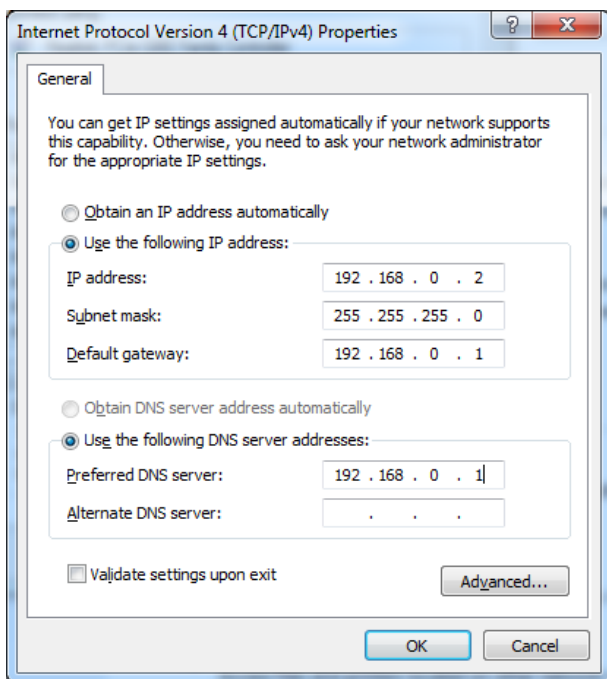 Internet Protocol Version 4 (TCP/IPv4) Properties
General
You can get IP settings assigned automatically if your network supports
this capability. Otherwise, you need to ask your network administrator
for the appropriate IP settings.
Obtain an IP address automatically
Use the following IP address:
IP address: 192 . 168 . 0 . 2
Subnet mask: 255 . 255 . 255 . 0
Default gateway: 192 . 168 . 0 . 1
Obtain DNS server address automatically
Use the following DNS server addresses:
Preferred DNS server: 192 . 168 . 0 . 1
Alternate DNS server: . . .
Validate settings upon exit
Advanced...
OK Cancel